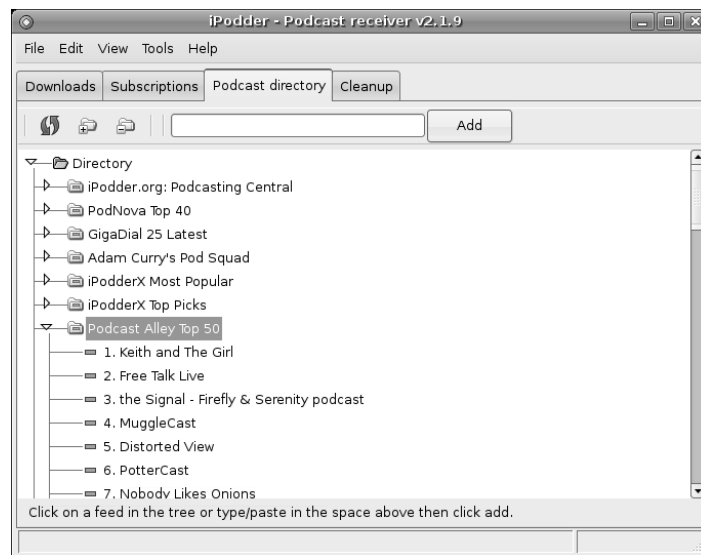 iPodder - Podcast receiver v2.1.9
File Edit View Tools Help
Downloads Subscriptions Podcast directory Cleanup
Add
Directory
iPodder.org: Podcasting Central
PodNova Top 40
GigaDial 25 Latest
Adam Curry's Pod Squad
iPodderX Most Popular
iPodderX Top Picks
Podcast Alley Top 50
1. Keith and The Girl
2. Free Talk Live
3. the Signal - Firefly & Serenity podcast
4. MuggleCast
5. Distorted View
6. PotterCast
7. Nobody Likes Onions
Click on a feed in the tree or type/paste in the space above then click add.